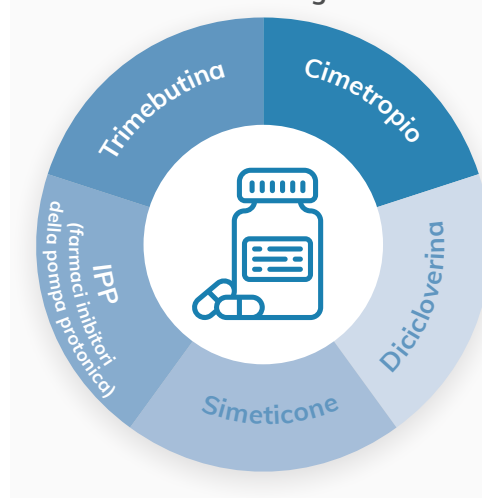 Cimetropio
Dicicloverina
Simeticone
IPP
(farmaci inibitori
della pompa protonica)
Trimebutina